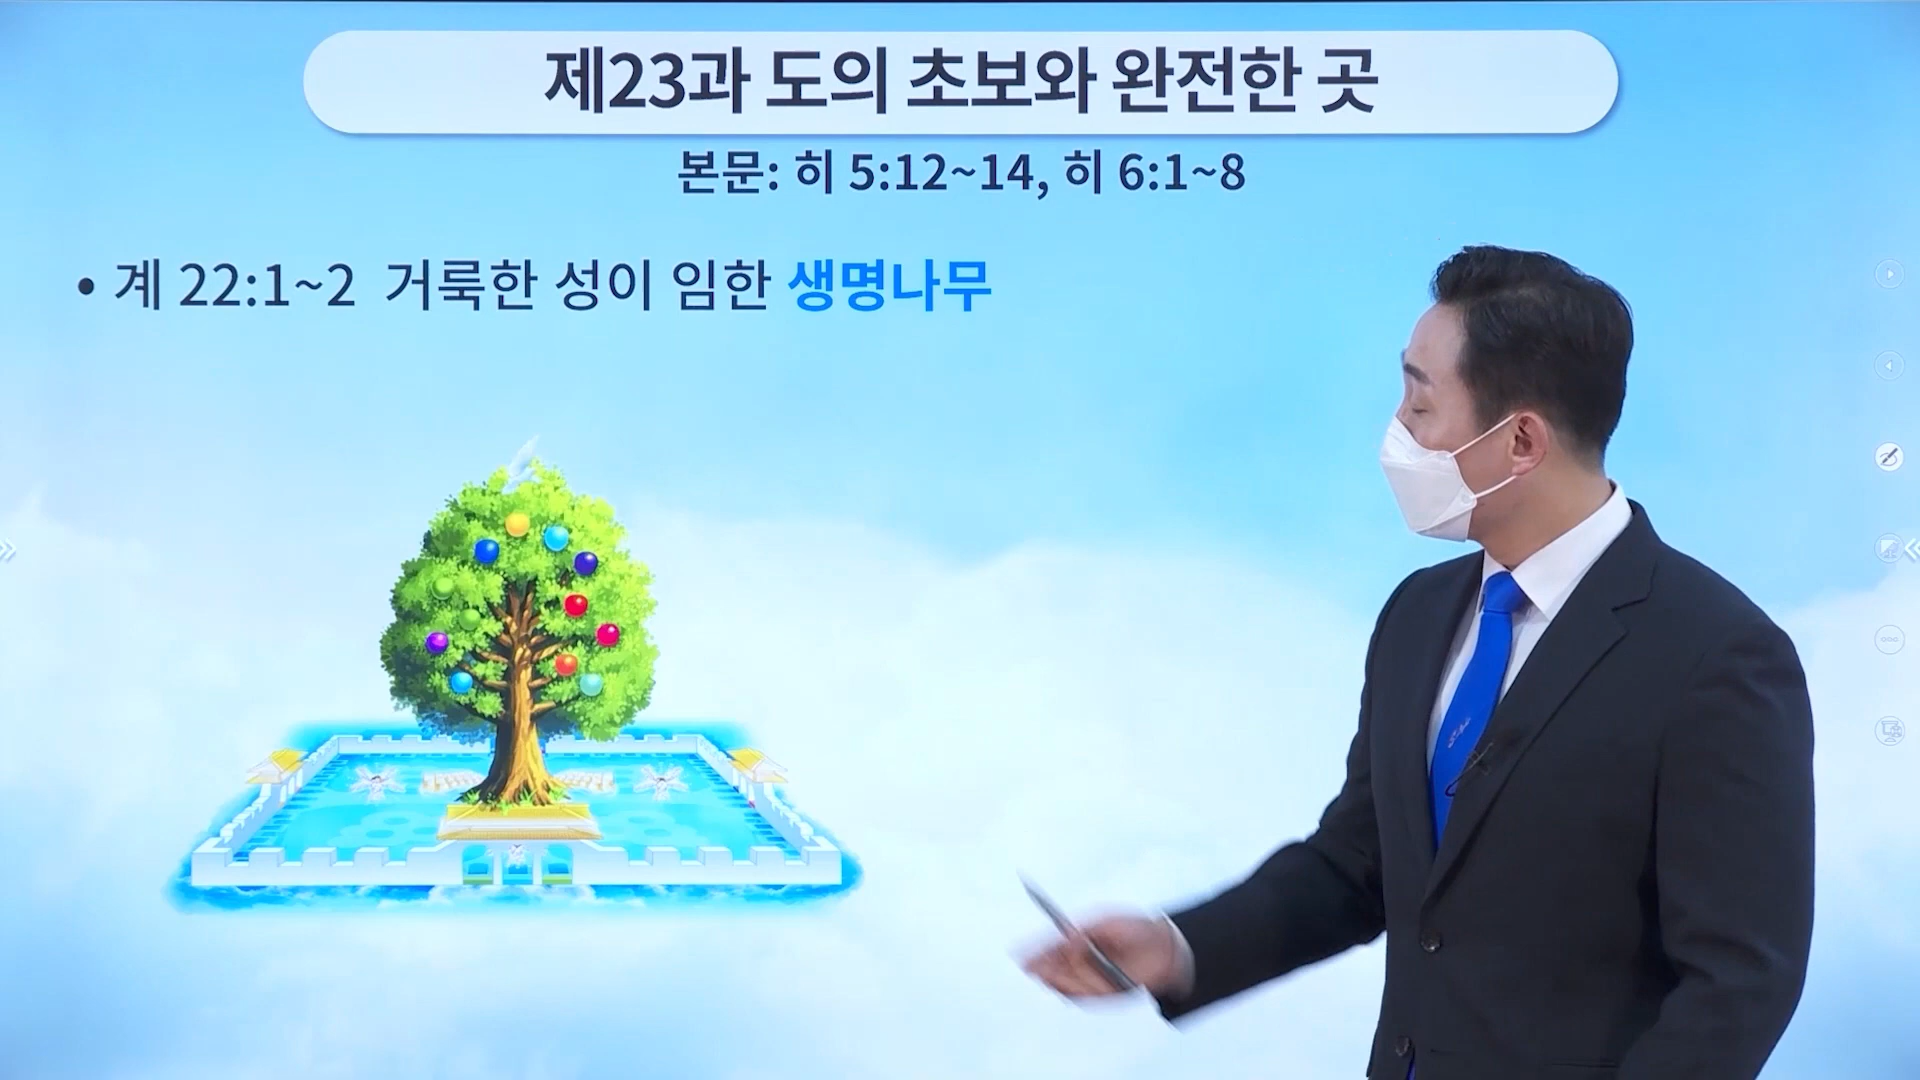 제23과 도의 초보와 완전한 곳
본문: 히 5:12~14, 히 6:1~8
• 계 22:1~2 거룩한 성이 임한 생명나무